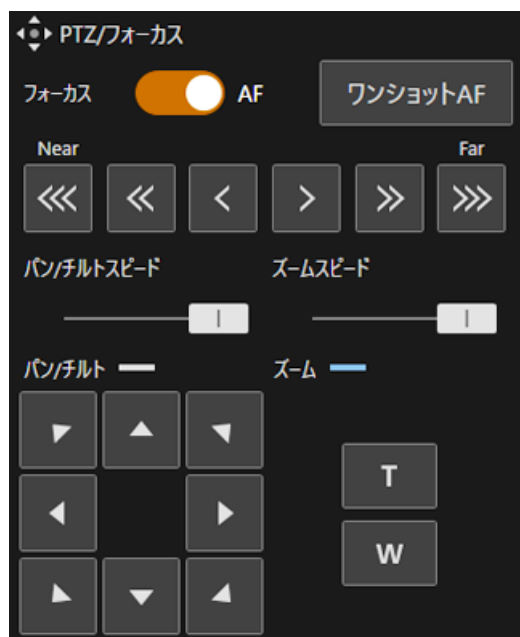 PTZ/フォーカス
フォーカス AF ワンショットAF
Near Far
パン/チルトスピード ズームスピード
パン/チルト ズーム
T
W